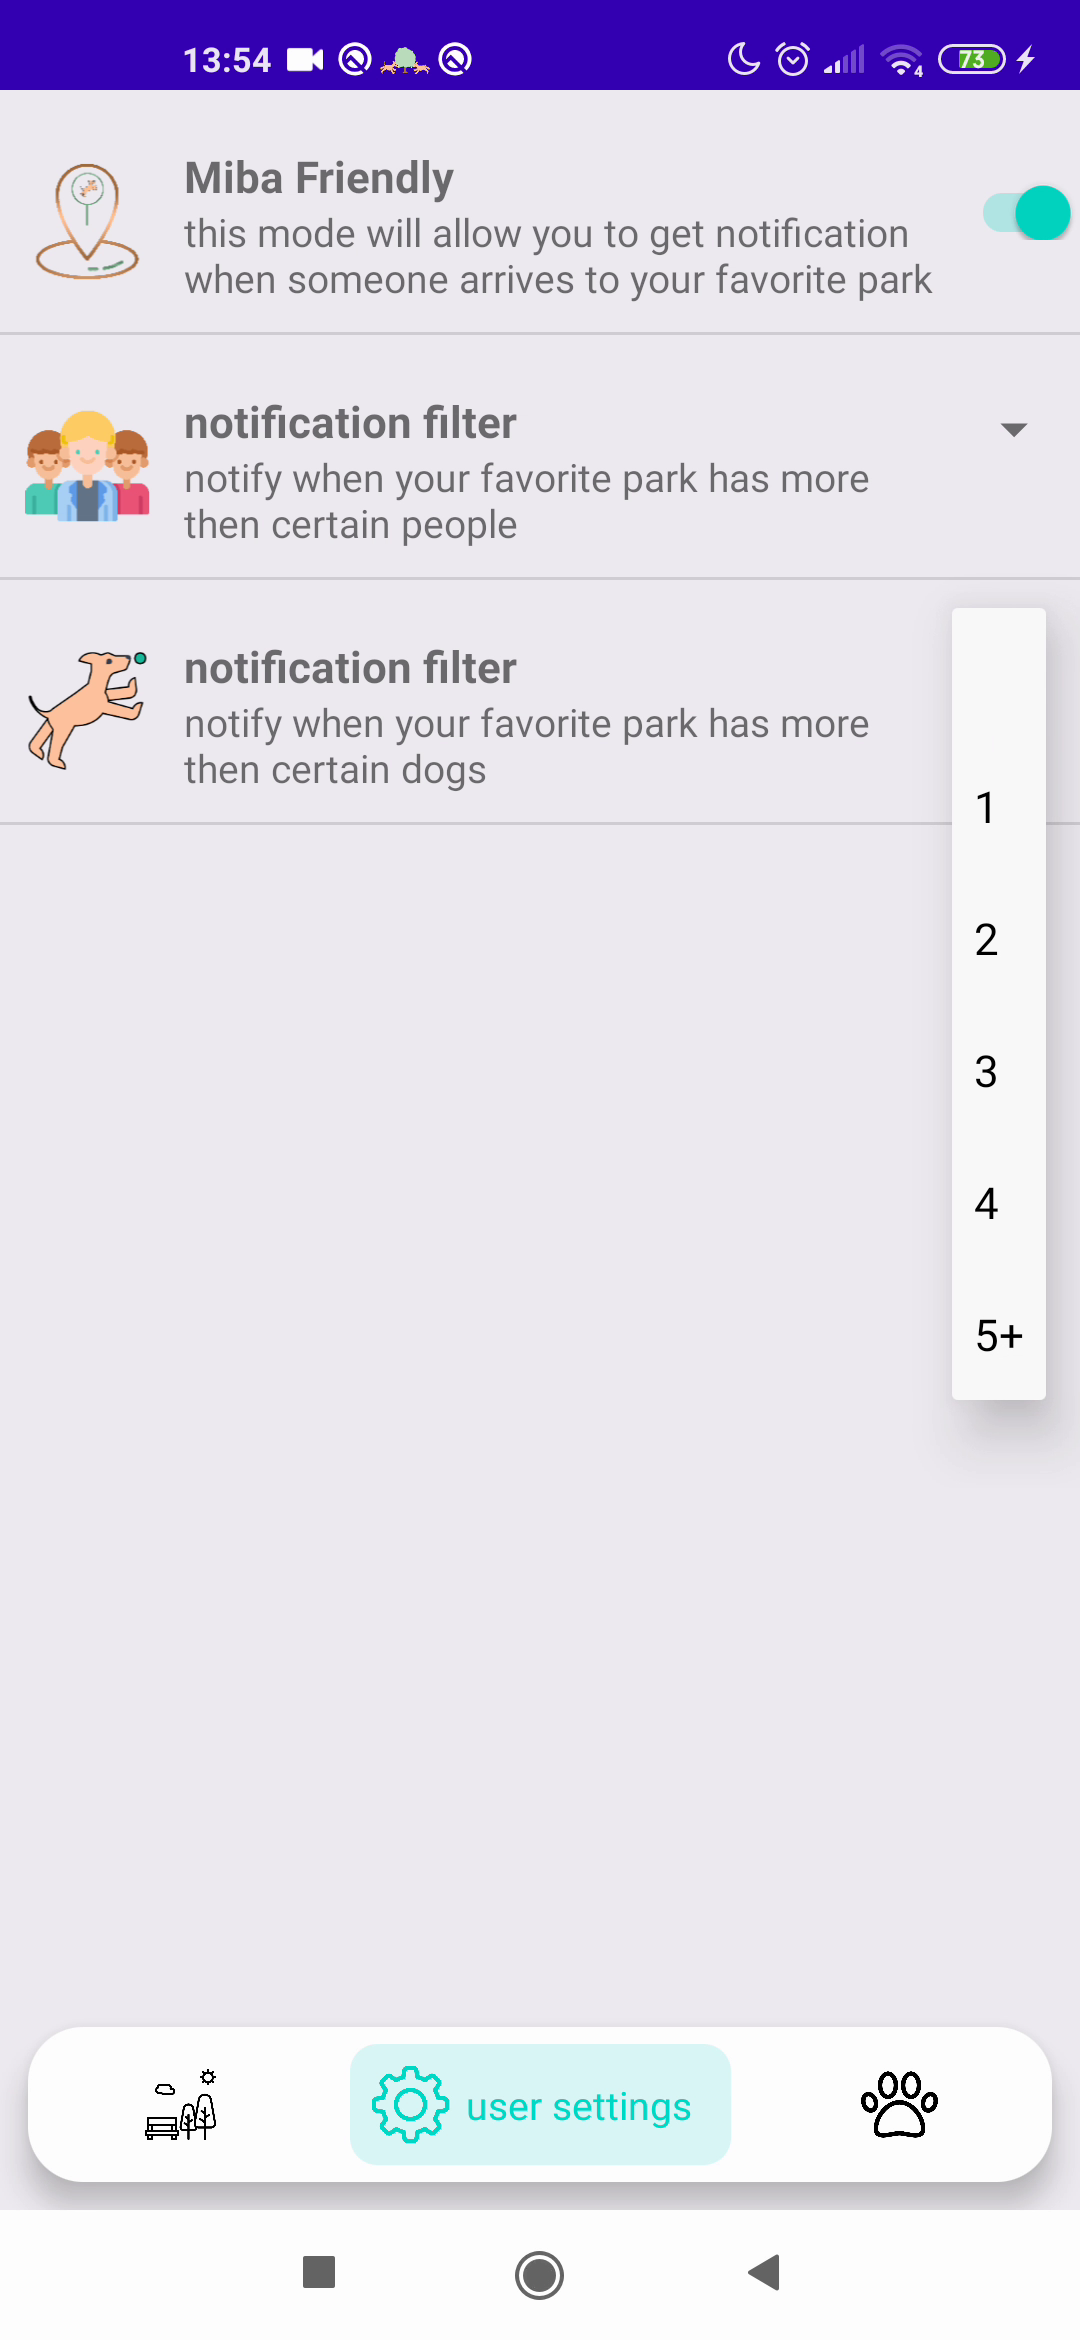 13:54
4
73
Miba Friendly
this mode will allow you to get notification
when someone arrives to your favorite park
notification filter
notify when your favorite park has more
then certain people
notification filter
notify when your favorite park has more
then certain dogs
1
2
3
4
5+
user settings